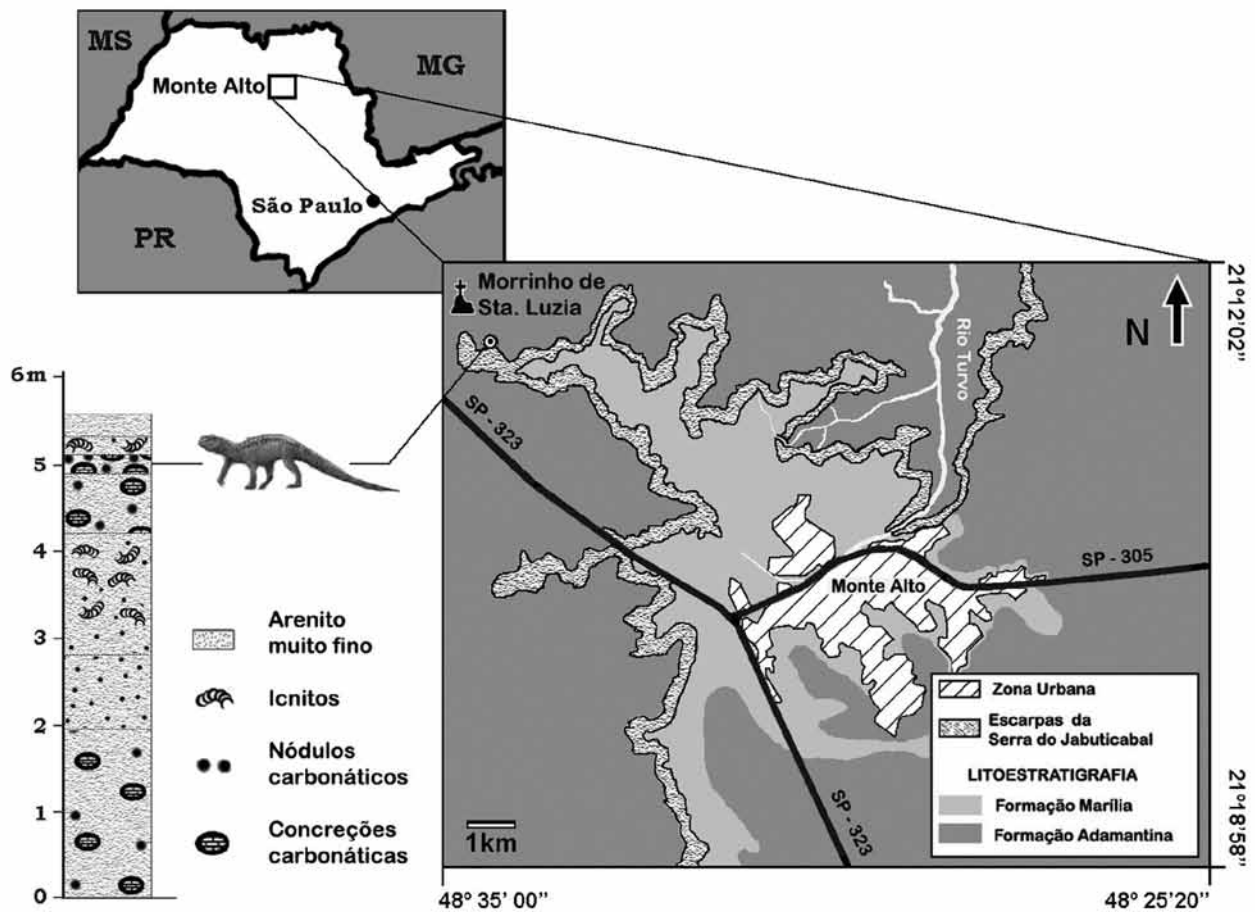 MS
MG
Monte Alto
São Paulo
PR
Morrinho de
Sta. Luzia
N
21° 12’02”
Rio Turvo
SP - 323
SP - 305
Monte Alto
SP - 323
Zona Urbana
Escarpas da
Serra do Jabuticabal
LITOESTRATIGRAFIA
Formação Marília
Formação Adamantina
1km
21°18’58”
48° 35’ 00”
48° 25’20”
6m
5
4
3
2
1
0
Arenito
muito fino
Icnitos
Nódulos
carbonáticos
Concreções
carbonáticas